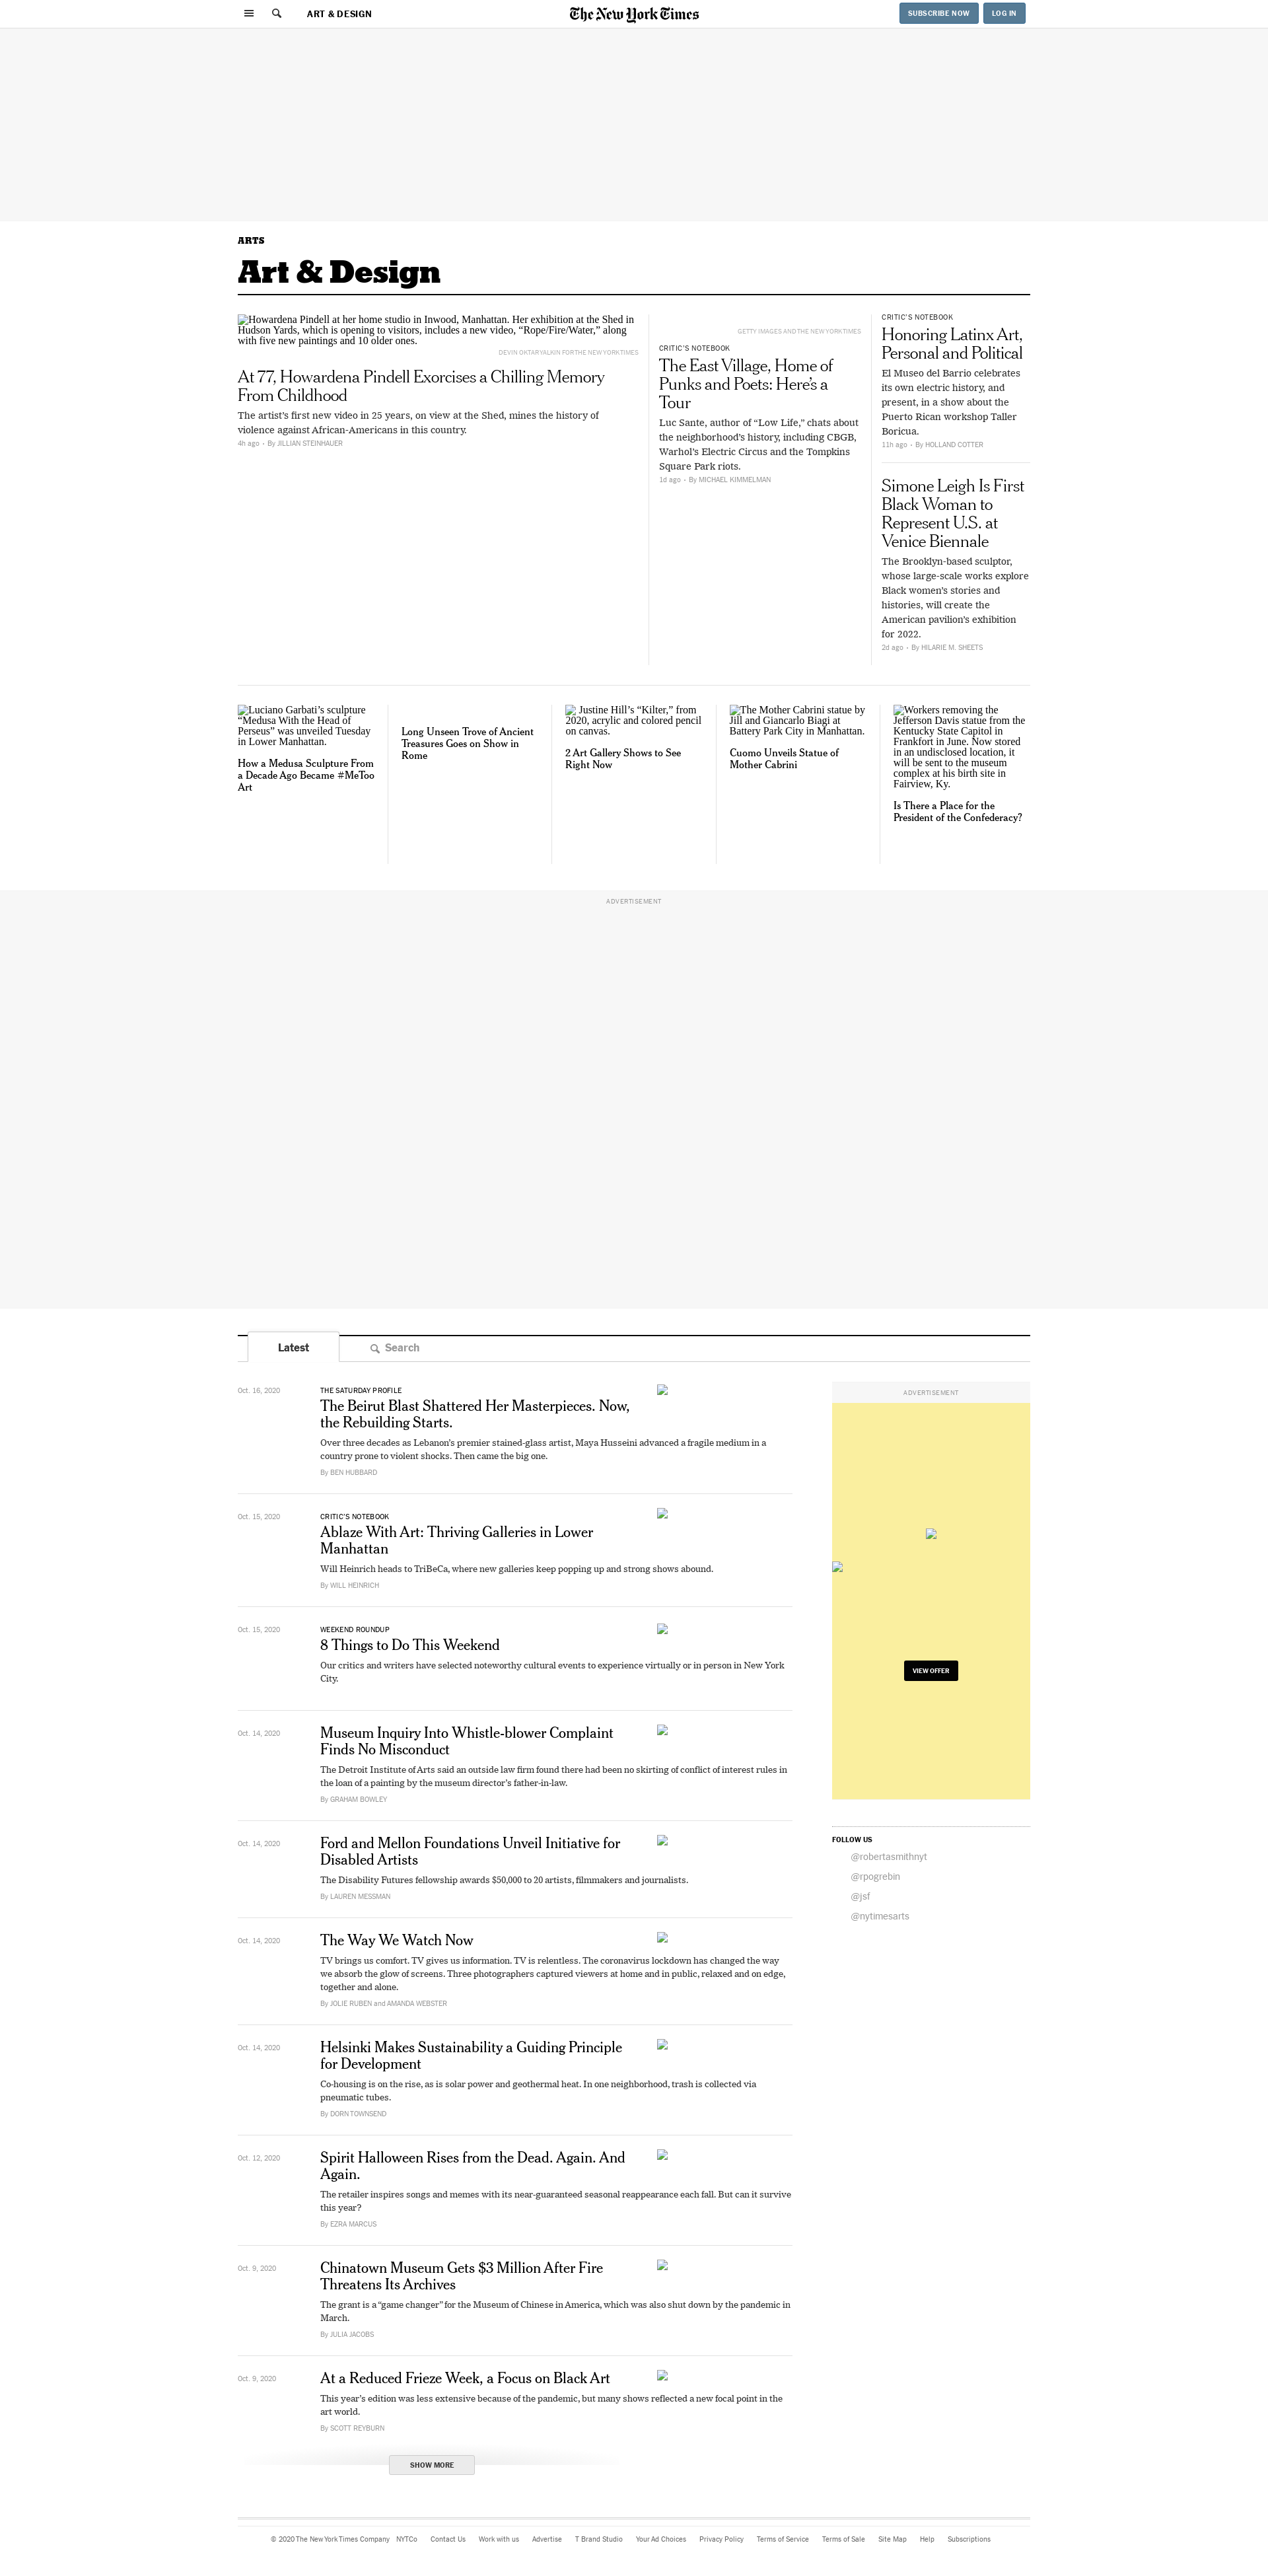 ART & DESIGN
The New York Times
SUBSCRIBE NOW
LOG IN
ARTS
Art & Design
Howardena Pindell at her home studio in Inwood, Manhattan. Her exhibition at the Shed in
Hudson Yards, which is opening to visitors, includes a new video, “Rope/Fire/Water,” along
with five new paintings and 10 older ones.
DEVIN OKTAR YALKIN FOR THE NEW YORK TIMES
At 77, Howardena Pindell Exorcises a Chilling Memory
From Childhood
The artist’s first new video in 25 years, on view at the Shed, mines the history of
violence against African-Americans in this country.
4h ago · By JILLIAN STEINHAUER
GETTY IMAGES AND THE NEW YORK TIMES
CRITIC’S NOTEBOOK
The East Village, Home of
Punks and Poets: Here’s a
Tour
Luc Sante, author of “Low Life,” chats about
the neighborhood’s history, including CBGB,
Warhol’s Electric Circus and the Tompkins
Square Park riots.
1d ago · By MICHAEL KIMMELMAN
CRITIC’S NOTEBOOK
Honoring Latinx Art,
Personal and Political
El Museo del Barrio celebrates
its own electric history, and
present, in a show about the
Puerto Rican workshop Taller
Boricua.
11h ago · By HOLLAND COTTER
Simone Leigh Is First
Black Woman to
Represent U.S. at
Venice Biennale
The Brooklyn-based sculptor,
whose large-scale works explore
Black women’s stories and
histories, will create the
American pavilion’s exhibition
for 2022.
2d ago · By HILARIE M. SHEETS
Luciano Garbati’s sculpture
“Medusa With the Head of
Perseus” was unveiled Tuesday
in Lower Manhattan.
How a Medusa Sculpture From
a Decade Ago Became #MeToo
Art
Long Unseen Trove of Ancient
Treasures Goes on Show in
Rome
Justine Hill’s “Kilter,” from
2020, acrylic and colored pencil
on canvas.
2 Art Gallery Shows to See
Right Now
The Mother Cabrini statue by
Jill and Giancarlo Biagi at
Battery Park City in Manhattan.
Cuomo Unveils Statue of
Mother Cabrini
Workers removing the
Jefferson Davis statue from the
Kentucky State Capitol in
Frankfort in June. Now stored
in an undisclosed location, it
will be sent to the museum
complex at his birth site in
Fairview, Ky.
Is There a Place for the
President of the Confederacy?
ADVERTISEMENT
Latest
Search
Oct. 16, 2020
THE SATURDAY PROFILE
The Beirut Blast Shattered Her Masterpieces. Now,
the Rebuilding Starts.
Over three decades as Lebanon’s premier stained-glass artist, Maya Husseini advanced a fragile medium in a
country prone to violent shocks. Then came the big one.
By BEN HUBBARD
Oct. 15, 2020
CRITIC’S NOTEBOOK
Ablaze With Art: Thriving Galleries in Lower
Manhattan
Will Heinrich heads to TriBeCa, where new galleries keep popping up and strong shows abound.
By WILL HEINRICH
Oct. 15, 2020
WEEKEND ROUNDUP
8 Things to Do This Weekend
Our critics and writers have selected noteworthy cultural events to experience virtually or in person in New York
City.
Oct. 14, 2020
Museum Inquiry Into Whistle-blower Complaint
Finds No Misconduct
The Detroit Institute of Arts said an outside law firm found there had been no skirting of conflict of interest rules in
the loan of a painting by the museum director’s father-in-law.
By GRAHAM BOWLEY
Oct. 14, 2020
Ford and Mellon Foundations Unveil Initiative for
Disabled Artists
The Disability Futures fellowship awards $50,000 to 20 artists, filmmakers and journalists.
By LAUREN MESSMAN
Oct. 14, 2020
The Way We Watch Now
TV brings us comfort. TV gives us information. TV is relentless. The coronavirus lockdown has changed the way
we absorb the glow of screens. Three photographers captured viewers at home and in public, relaxed and on edge,
together and alone.
By JOLIE RUBEN and AMANDA WEBSTER
Oct. 14, 2020
Helsinki Makes Sustainability a Guiding Principle
for Development
Co-housing is on the rise, as is solar power and geothermal heat. In one neighborhood, trash is collected via
pneumatic tubes.
By DORN TOWNSEND
Oct. 12, 2020
Spirit Halloween Rises from the Dead. Again. And
Again.
The retailer inspires songs and memes with its near-guaranteed seasonal reappearance each fall. But can it survive
this year?
By EZRA MARCUS
Oct. 9, 2020
Chinatown Museum Gets $3 Million After Fire
Threatens Its Archives
The grant is a “game changer” for the Museum of Chinese in America, which was also shut down by the pandemic in
March.
By JULIA JACOBS
Oct. 9, 2020
At a Reduced Frieze Week, a Focus on Black Art
This year’s edition was less extensive because of the pandemic, but many shows reflected a new focal point in the
art world.
By SCOTT REYBURN
SHOW MORE
ADVERTISEMENT
VIEW OFFER
FOLLOW US
@robertasmithnyt
@rpogrebin
@jsf
@nytimesarts
© 2020 The New York Times Company NYTCo Contact Us Work with us Advertise T Brand Studio Your Ad Choices Privacy Policy Terms of Service Terms of Sale Site Map Help Subscriptions